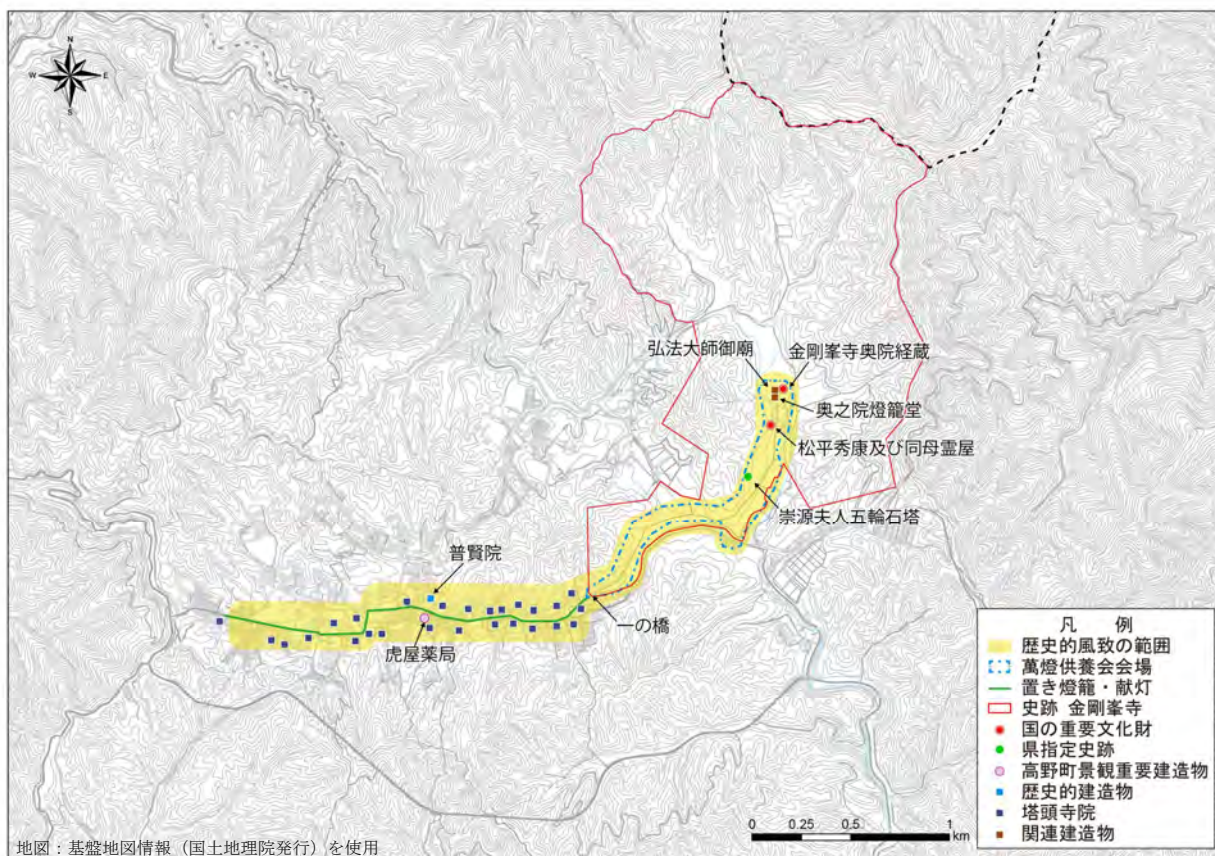 N
W
E
S
弘法大師御廟
金剛峯寺奥院経蔵
奥之院燈籠堂
松平秀康及び同母霊屋
崇源夫人五輪石塔
普賢院
一の橋
虎屋薬局
凡 例
歴史的風致の範囲
萬燈供養会会場
置き燈籠・献灯
史跡 金剛峯寺
国の重要文化財
県指定史跡
高野町景観重要建造物
歴史的建造物
塔頭寺院
関連建造物
0 0.25 0.5 1
km
地図：基盤地図情報（国土地理院発行）を使用